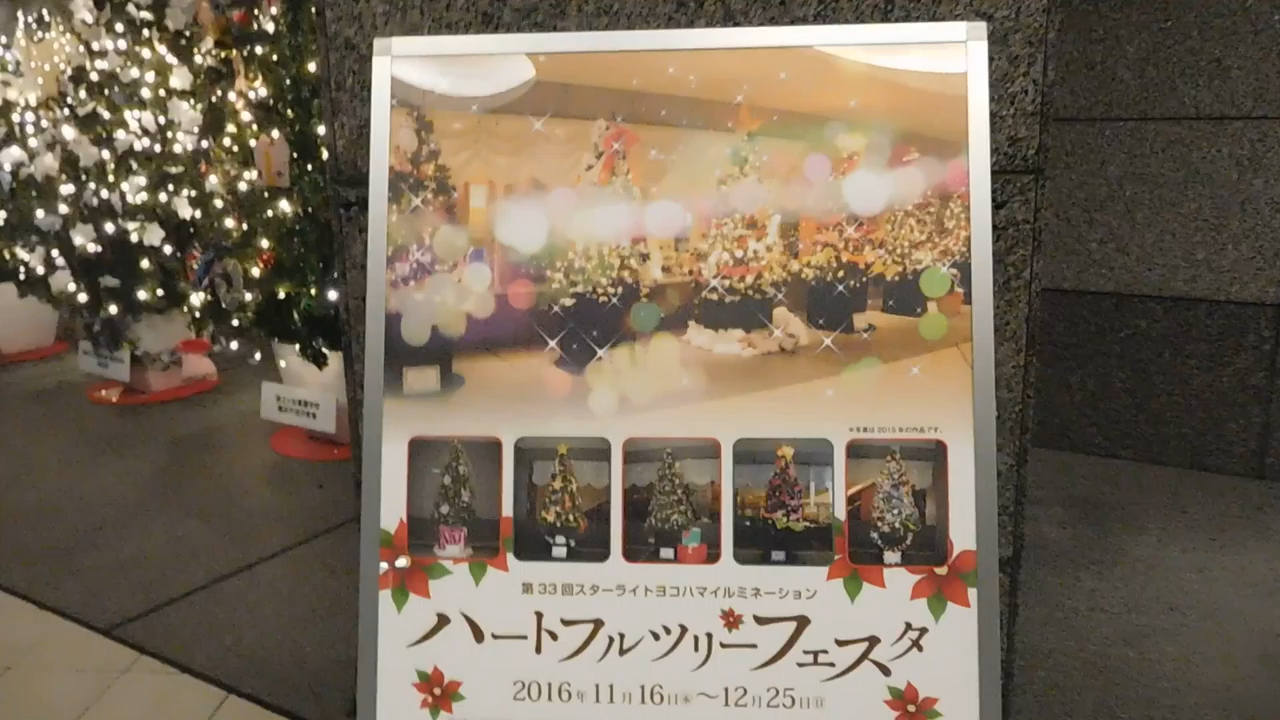 ※写真は2015年の作品です。
第33回スターライトヨコハマイルミネーション
ハートフルツリーフェスタ
2016年11月16日㊌～12月25日㊐